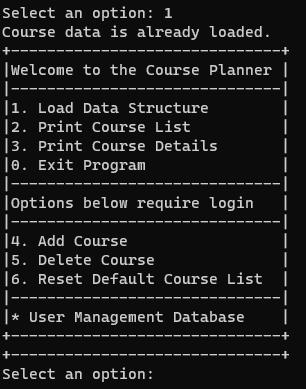 Select an option: 1
Course data is already loaded.
+-----------------------------+
|Welcome to the Course Planner |
|-----------------------------|
|1. Load Data Structure        |
|2. Print Course List          |
|3. Print Course Details       |
|0. Exit Program               |
|-----------------------------|
|Options below require login   |
|-----------------------------|
|4. Add Course                 |
|5. Delete Course              |
|6. Reset Default Course List  |
|-----------------------------|
|* User Management Database    |
+-----------------------------+
+-----------------------------+
Select an option: